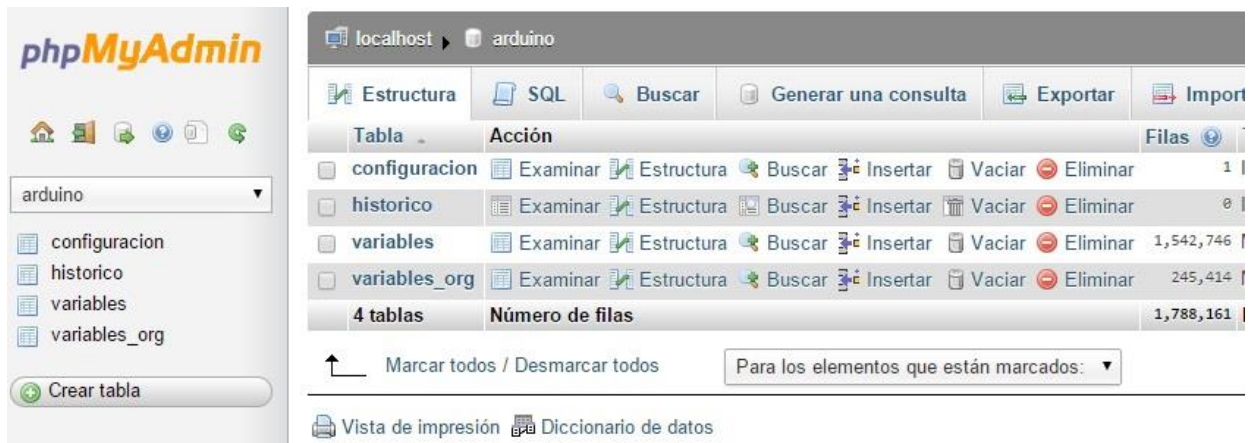 phpMyAdmin
arduino
configuracion
historico
variables
variables_org
Crear tabla
localhost arduino
Estructura SQL Buscar Generar una consulta Exportar Import
Tabla Acción Filas
configuracion Examinar Estructura Buscar Insertar Vaciar Eliminar 1
historico Examinar Estructura Buscar Insertar Vaciar Eliminar 0
variables Examinar Estructura Buscar Insertar Vaciar Eliminar 1,542,746
variables_org Examinar Estructura Buscar Insertar Vaciar Eliminar 245,414
4 tablas Número de filas 1,788,161
Marcar todos / Desmarcar todos Para los elementos que están marcados:
Vista de impresión Diccionario de datos